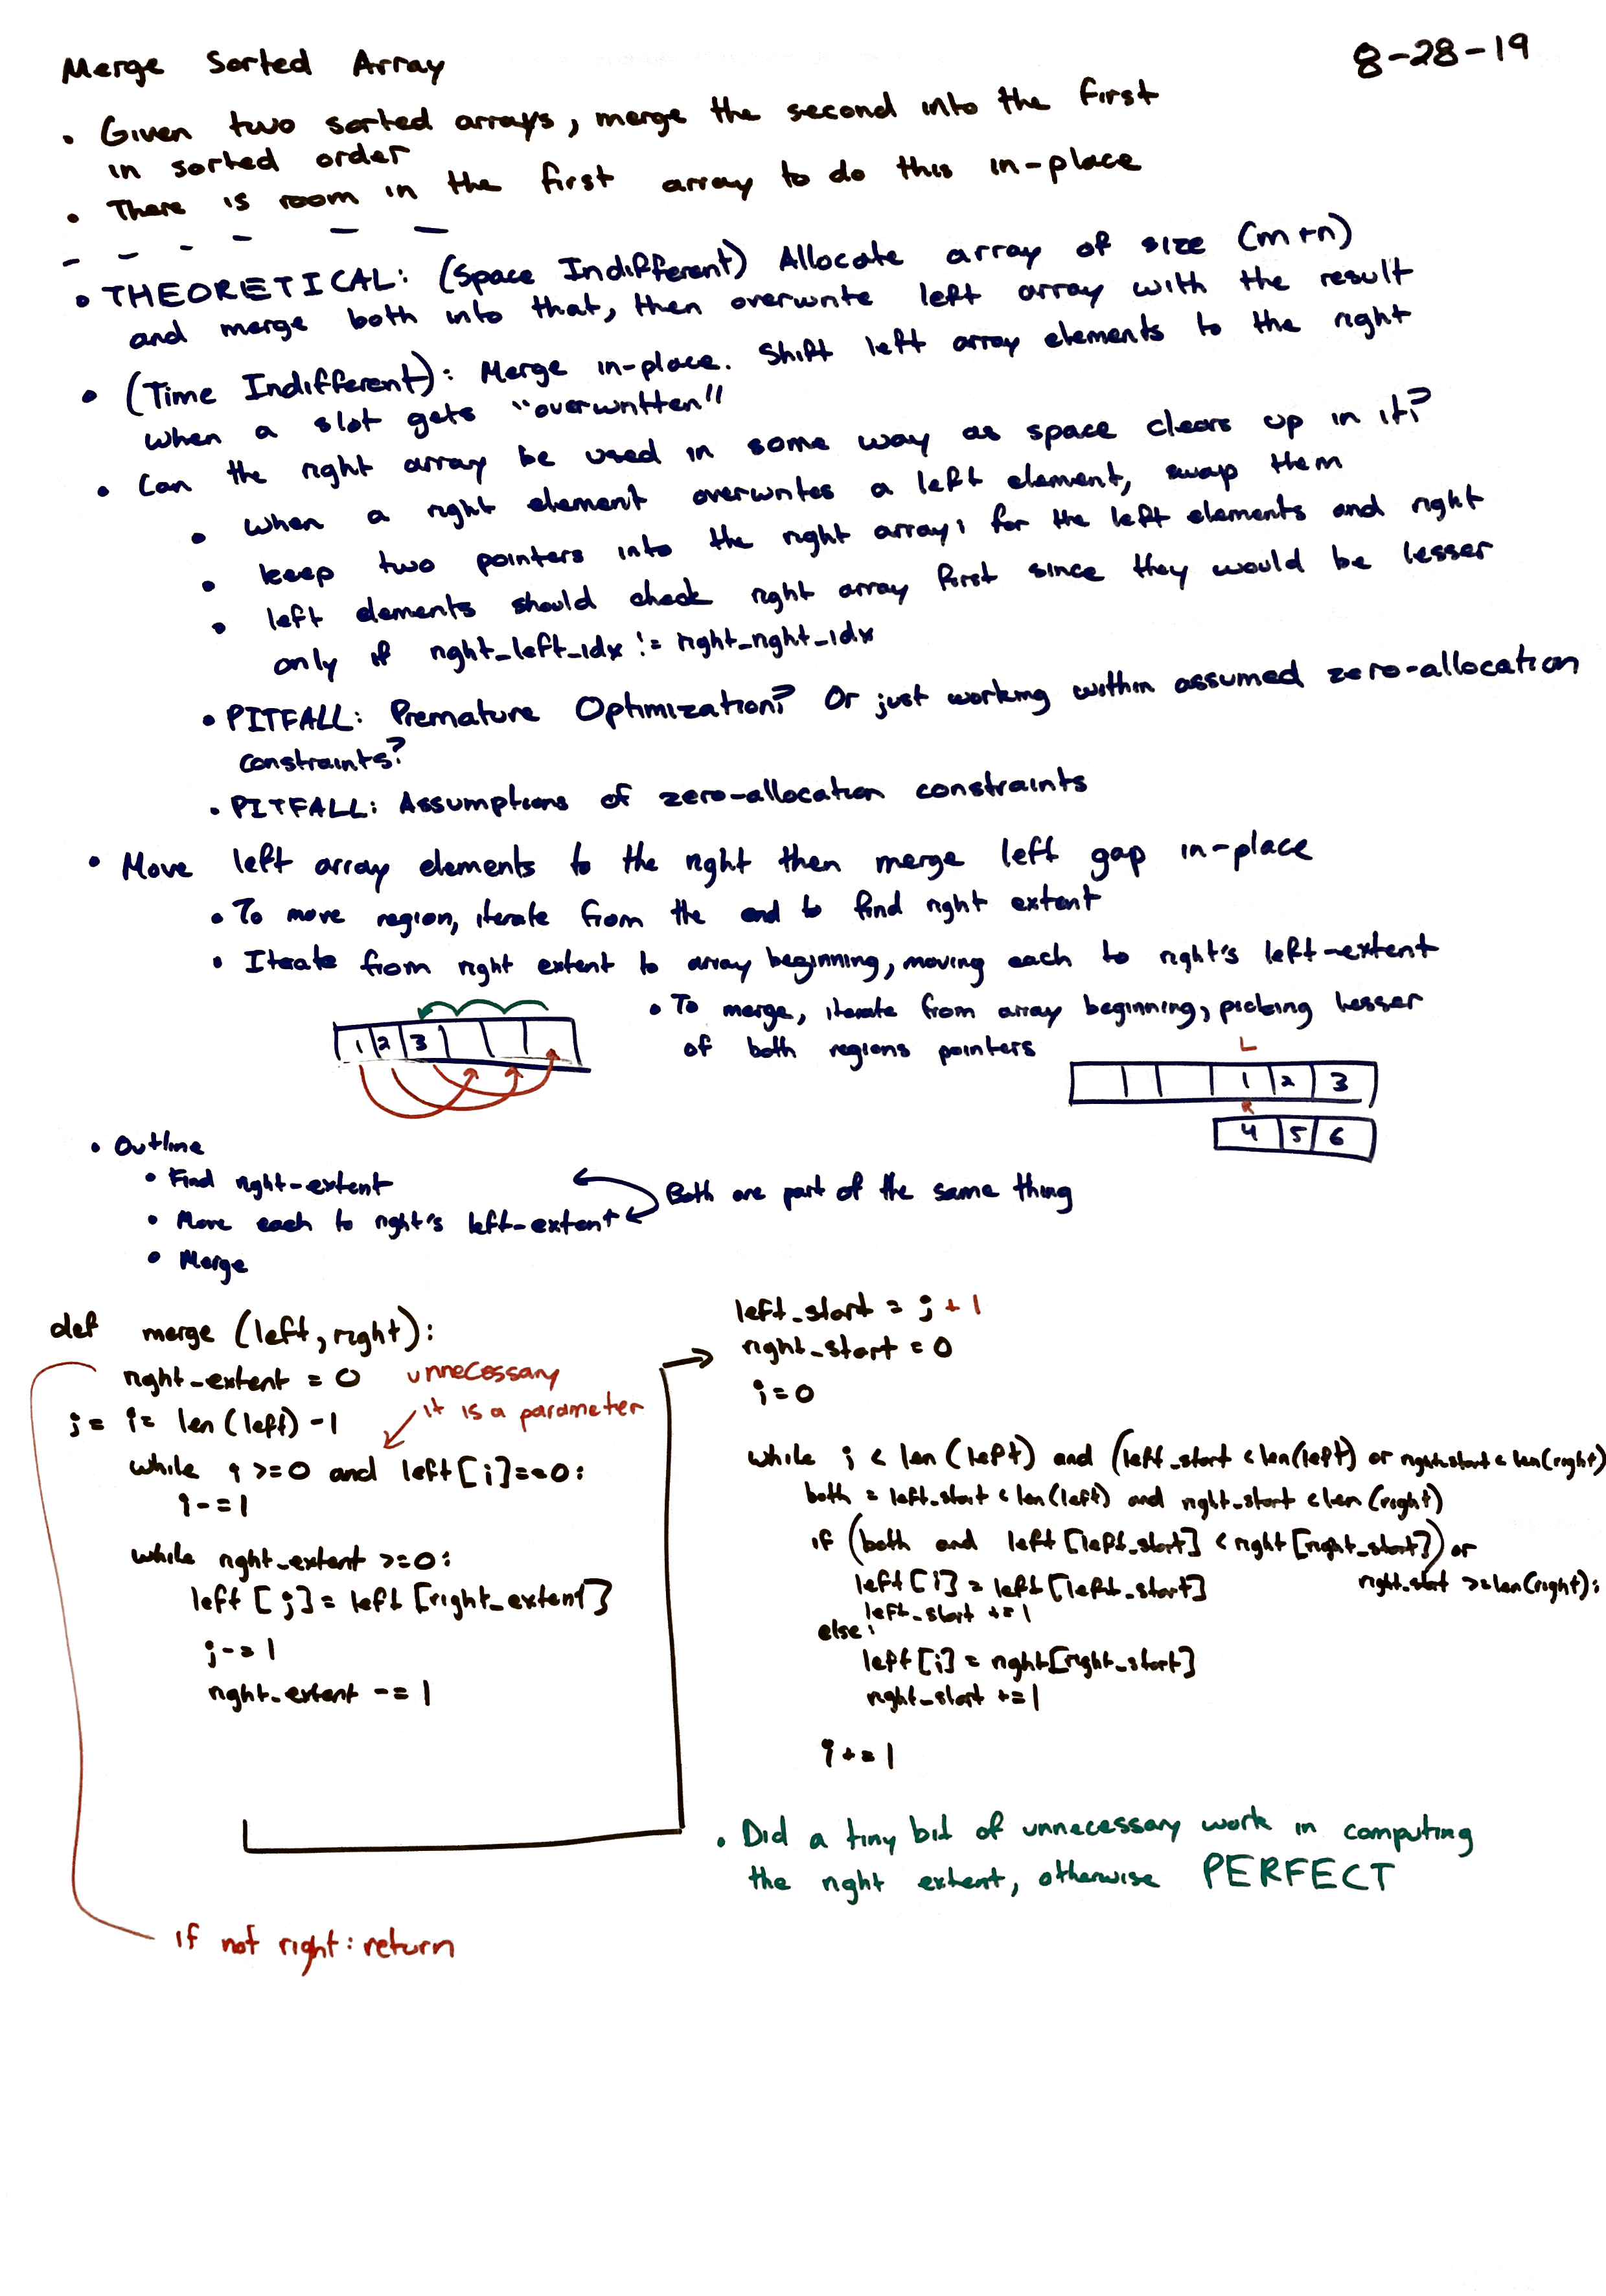 Merge Sorted Array
8-28-19
• Given two sorted arrays, merge the second into the first
in sorted order
• There is room in the first array to do this in-place
- - - - - -
• THEORETICAL: (Space Indifferent) Allocate array of size (m+n)
and merge both into that, then overwrite left array with the result
• (Time Indifferent): Merge in-place. Shift left array elements to the right
when a slot gets "overwritten"
• Can the right array be used in some way as space clears up in it?
• When a right element overwrites a left element, swap them
• keep two pointers into the right array; for the left elements and right
• left elements should check right array first since they would be lesser
only if right_left_idx != right_right_idx
• PITFALL: Premature Optimization? Or just working within assumed zero-allocation
constraints?
• PITFALL: Assumptions of zero-allocation constraints
• Move left array elements to the right then merge left gap in-place
• To move region, iterate from the end to find right extent
• Iterate from right extent to array beginning, moving each to right's left-extent
1 2 3
• To merge, iterate from array beginning, picking lesser
of both regions pointers
L
1 2 3
R
4 5 6
• Outline
• Find right-extent
• Move each to right's left-extent
Both are part of the same thing
• Merge
def merge (left, right):
right_extent = 0
unnecessary
it is a parameter
j = i = len(left) -1
while i >=0 and left[i]==0:
i -= 1
while right_extent >=0:
left[j] = left[right_extent]
j -= 1
right_extent -= 1
left_start = j + 1
right_start = 0
i = 0
while i < len(left) and (left_start < len(left) or right_start < len(right)
both = left_start < len(left) and right_start < len(right)
if (both and left[left_start] < right[right_start]) or
right_start >= len(right):
left[i] = left[left_start]
left_start += 1
else:
left[i] = right[right_start]
right_start += 1
i += 1
• Did a tiny bit of unnecessary work in computing
the right extent, otherwise PERFECT
if not right: return